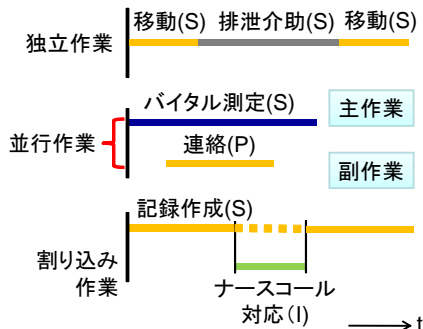 移動(S) 排泄介助(S) 移動(S)
独立作業
バイタル測定(S) 主作業
並行作業
連絡(P)
副作業
記録作成(S)
割り込み
作業
ナースコール
対応(I)
t